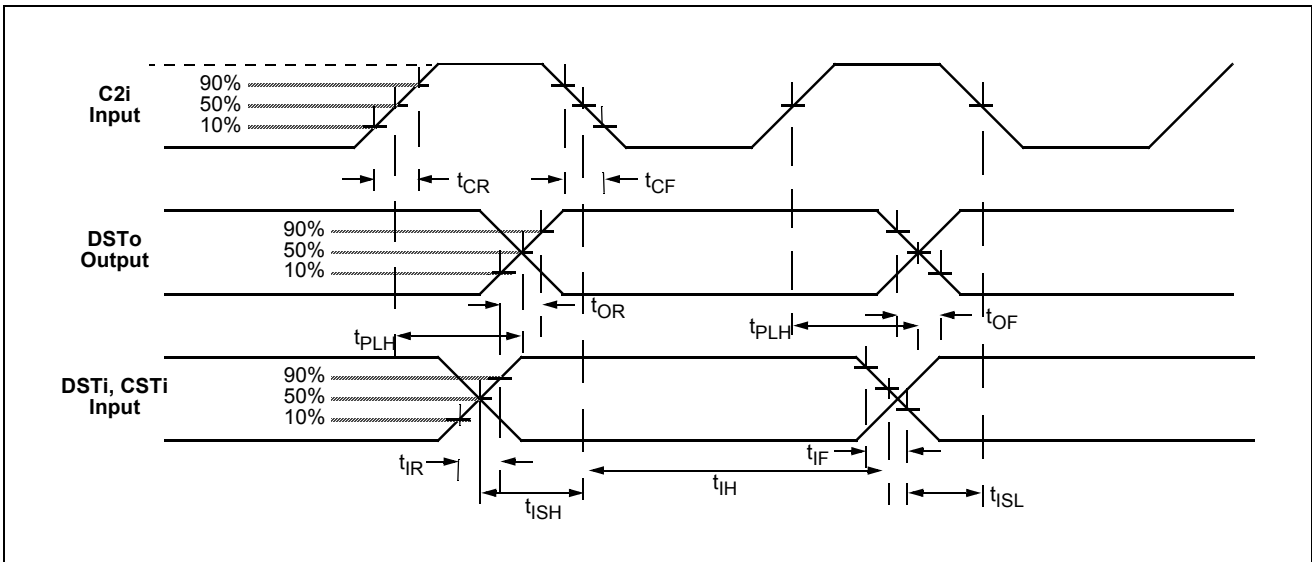 C2i
Input
90%
50%
10%
tCR
tCF
DSTo
Output
90%
50%
10%
tOR
tOF
tPLH
tPLH
DSTi, CSTi
Input
90%
50%
10%
tIR
tIF
tISH
tIH
tISL